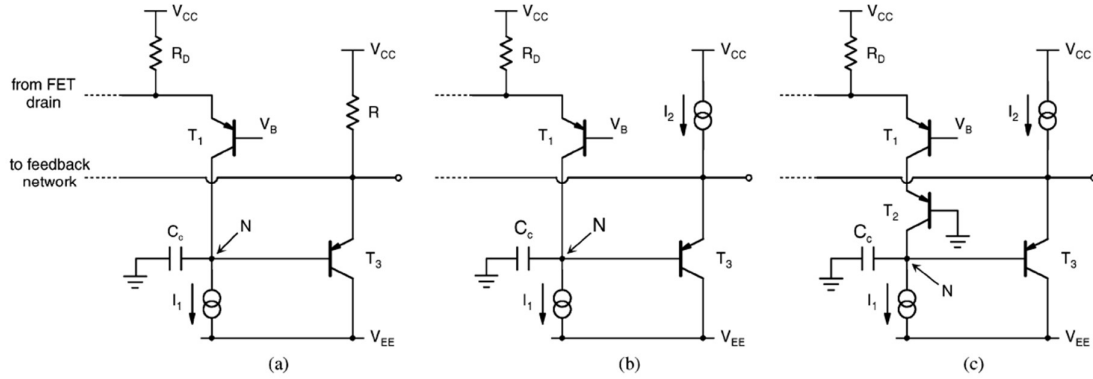 V_CC
R_D
from FET
drain
T_1
V_B
V_CC
R
to feedback
network
C_c
N
T_3
I_1
V_EE
(a)
V_CC
R_D
T_1
V_B
V_CC
I_2
C_c
N
T_3
I_1
V_EE
(b)
V_CC
R_D
T_1
V_B
V_CC
I_2
T_2
C_c
N
T_3
I_1
V_EE
(c)